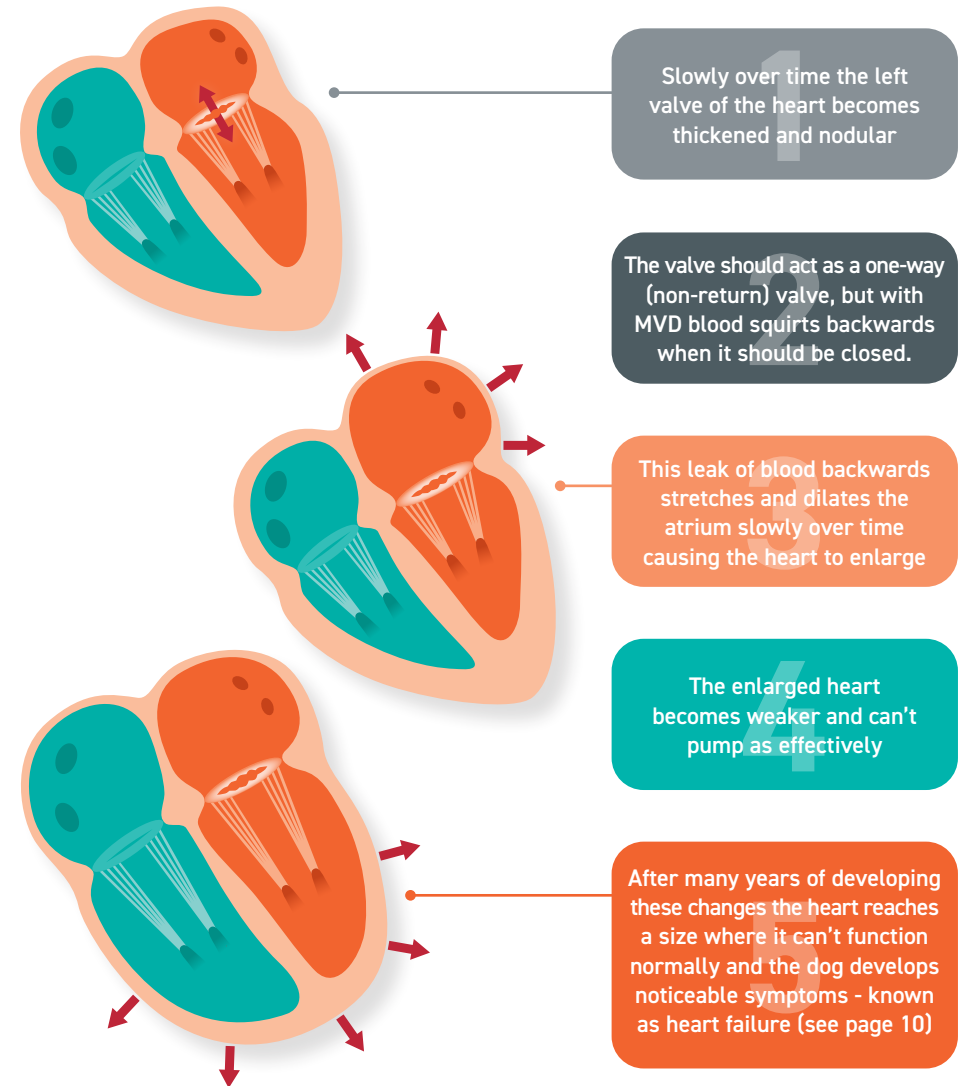 1
Slowly over time the left
valve of the heart becomes
thickened and nodular
2
The valve should act as a one-way
(non-return) valve, but with
MVD blood squirts backwards
when it should be closed.
3
This leak of blood backwards
stretches and dilates the
atrium slowly over time
causing the heart to enlarge
4
The enlarged heart
becomes weaker and can't
pump as effectively
5
After many years of developing
these changes the heart reaches
a size where it can't function
normally and the dog develops
noticeable symptoms - known
as heart failure (see page 10)